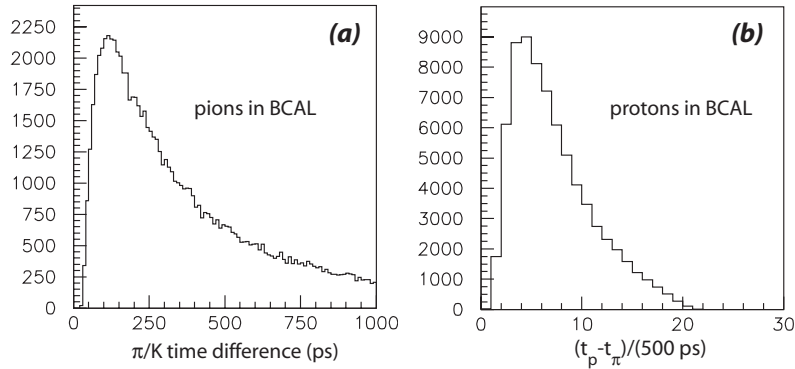 (a)
pions in BCAL
2250
2000
1750
1500
1250
1000
750
500
250
0
0 250 500 750 1000
π/K time difference (ps)
(b)
protons in BCAL
9000
8000
7000
6000
5000
4000
3000
2000
1000
0
0 10 20 30
(t_p-t_π)/(500 ps)